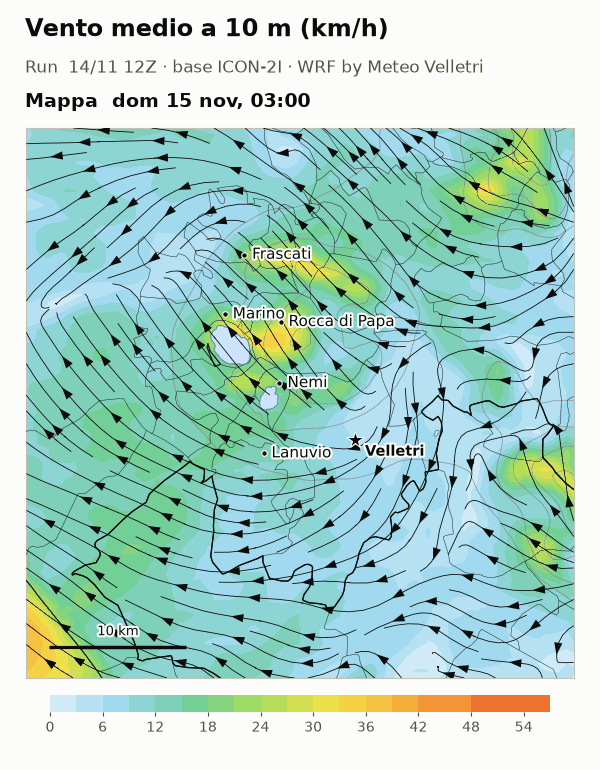 Vento medio a 10 m (km/h)
Run  14/11 12Z · base ICON-2I · WRF by Meteo Velletri
Mappa  dom 15 nov, 03:00
Frascati
Marino
Rocca di Papa
Nemi
Velletri
Lanuvio
10 km
0 6 12 18 24 30 36 42 48 54